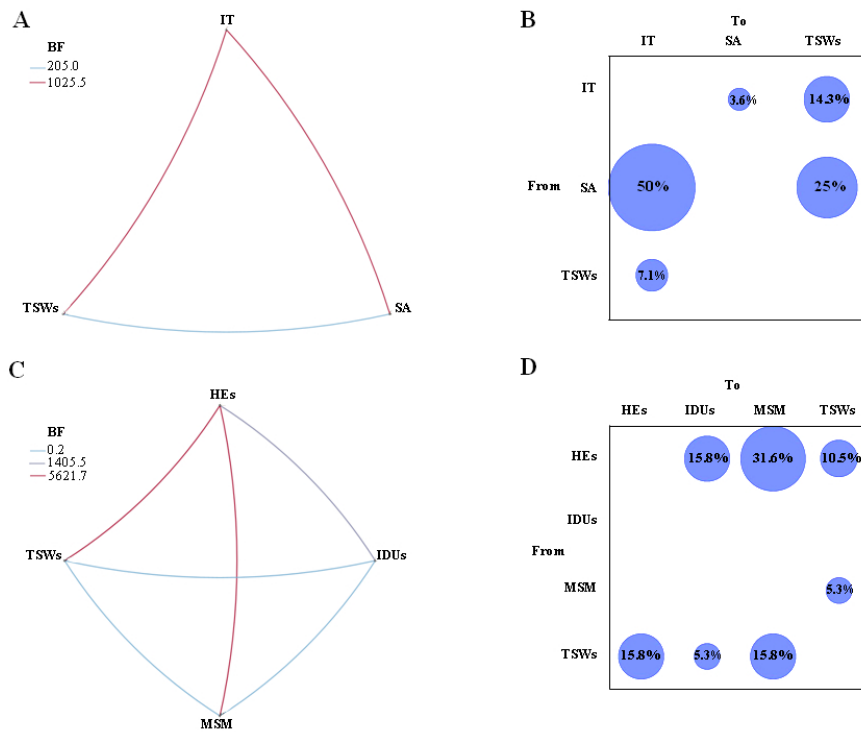 A
IT
BF
205.0
1025.5
TSWs
SA
B
To
IT SA TSWs
IT 3.6% 14.3%
From SA 50% 25%
TSWs 7.1%
C
HEs
BF
0.2
1405.5
5621.7
TSWs
IDUs
MSM
D
To
HEs IDUs MSM TSWs
HEs 15.8% 31.6% 10.5%
IDUs
From
MSM 5.3%
TSWs 15.8% 5.3% 15.8%